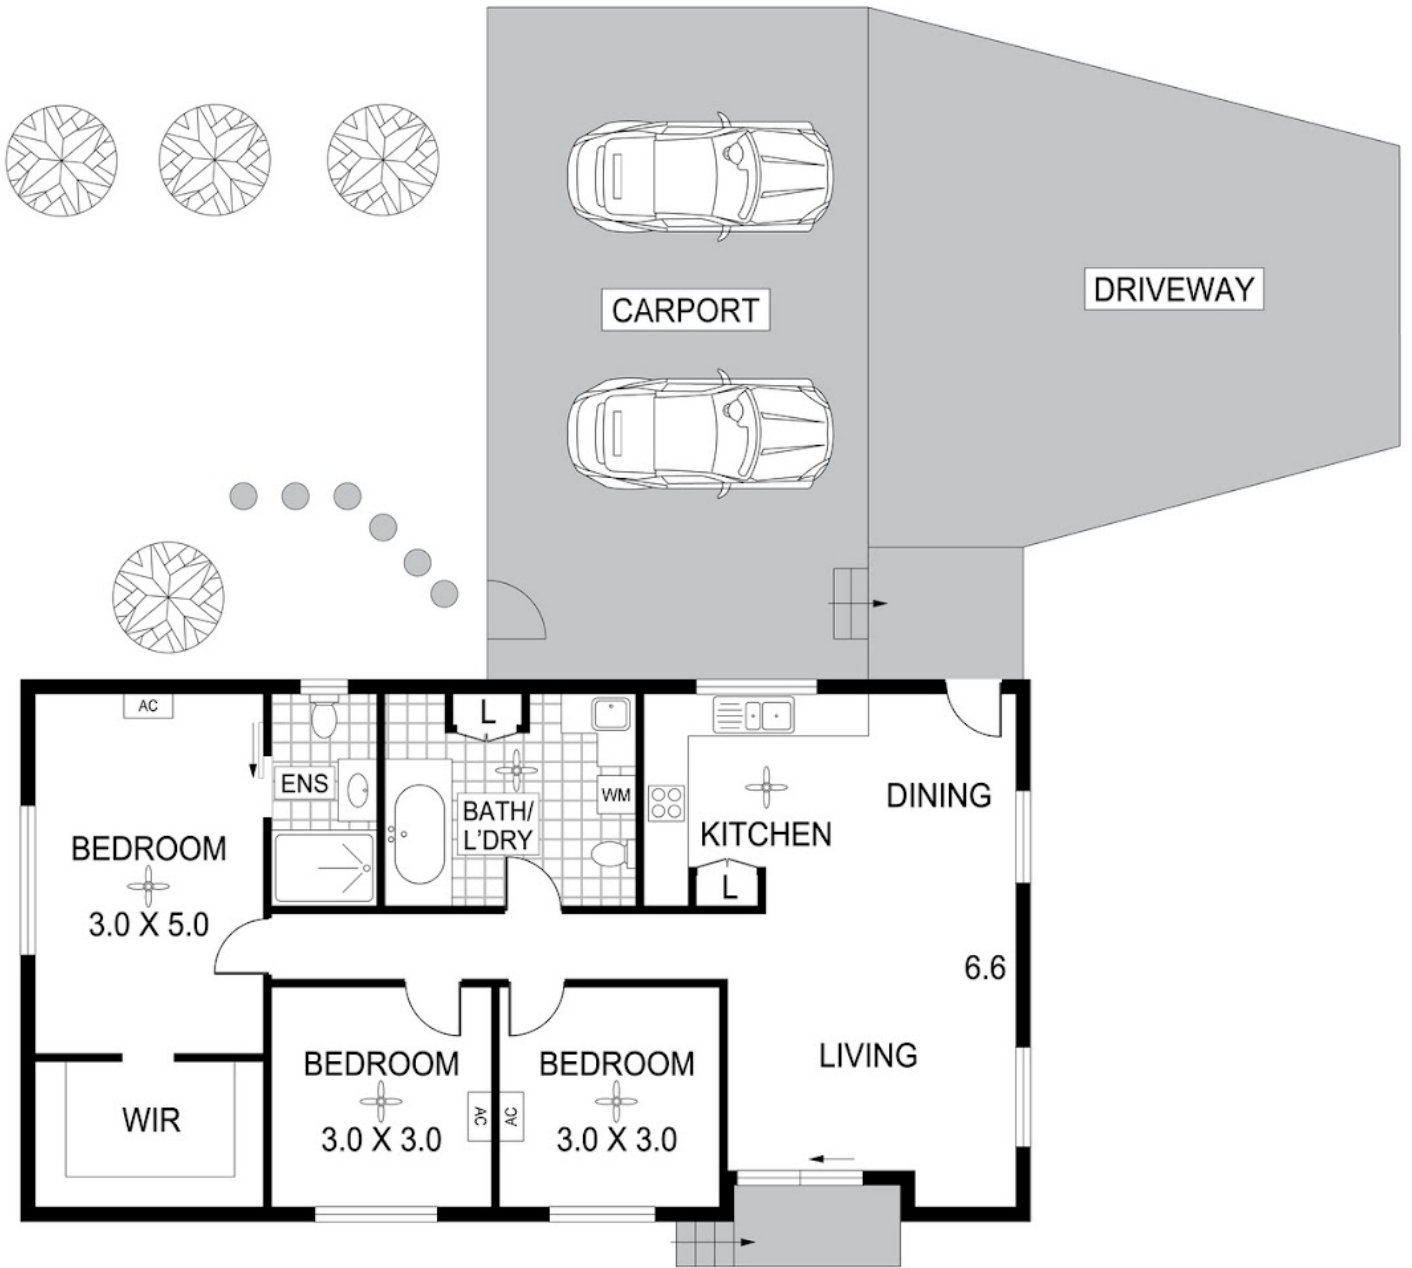 CARPORT
DRIVEWAY
AC
L
ENS
WM
BATH/
L'DRY
DINING
KITCHEN
L
BEDROOM
3.0 X 5.0
6.6
LIVING
BEDROOM
3.0 X 3.0
AC
AC
BEDROOM
3.0 X 3.0
WIR